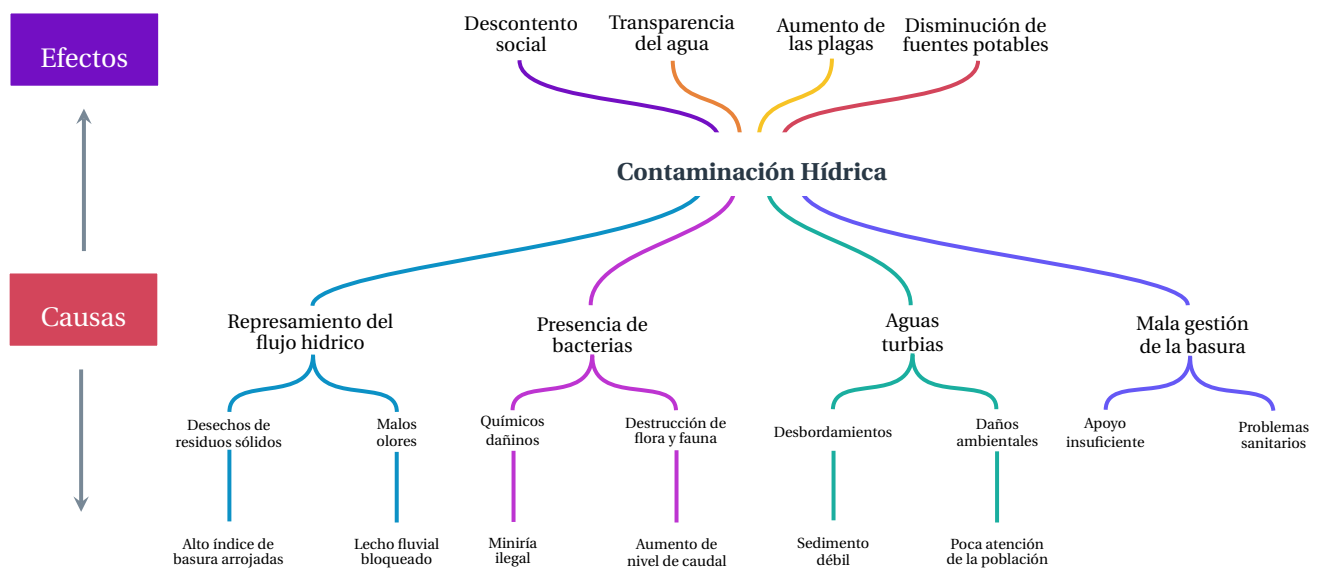 Efectos
Descontento
social
Transparencia
del agua
Aumento de
las plagas
Disminución de
fuentes potables
Contaminación Hídrica
Causas
Represamiento del
flujo hidrico
Presencia de
bacterias
Aguas
turbias
Mala gestión
de la basura
Desechos de
residuos sólidos
Malos
olores
Químicos
dañinos
Destrucción de
flora y fauna
Desbordamientos
Daños
ambientales
Apoyo
insuficiente
Problemas
sanitarios
Alto índice de
basura arrojadas
Lecho fluvial
bloqueado
Miniría
ilegal
Aumento de
nivel de caudal
Sedimento
débil
Poca atención
de la población